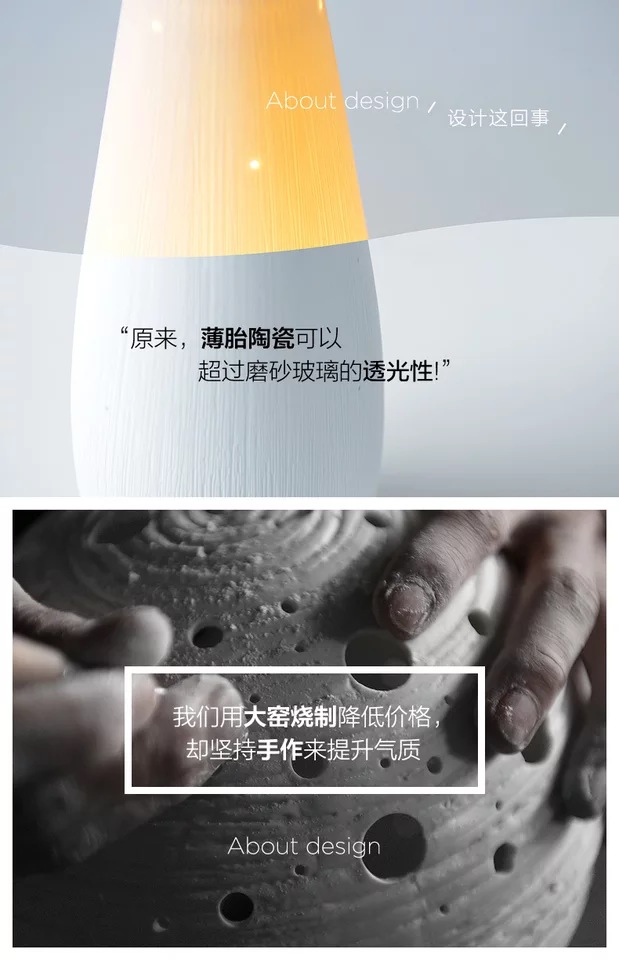 About design /
设计这回事 /
“原来，薄胎陶瓷可以
超过磨砂玻璃的透光性!”
我们用大窑烧制降低价格，
却坚持手作来提升气质
About design